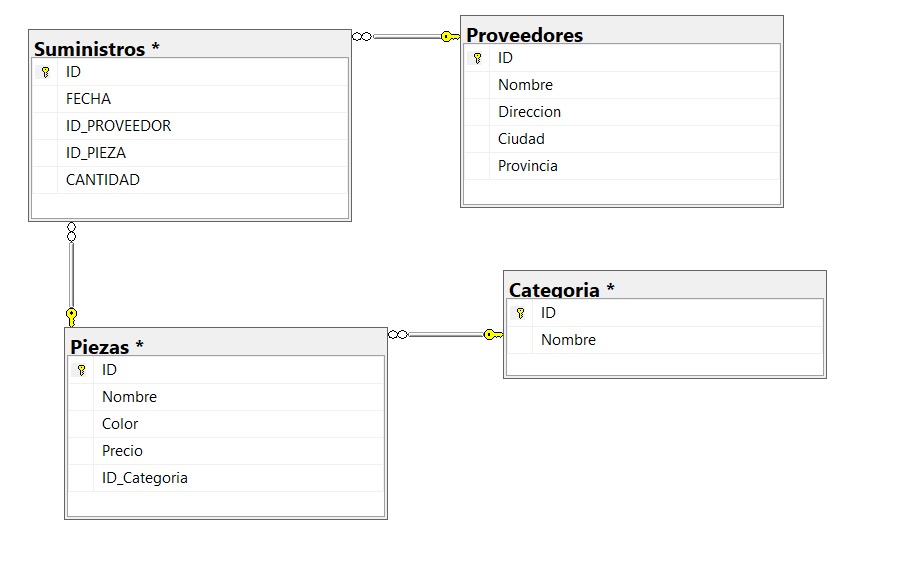 Suministros *
ID
FECHA
ID_PROVEEDOR
ID_PIEZA
CANTIDAD
Proveedores
ID
Nombre
Direccion
Ciudad
Provincia
Piezas *
ID
Nombre
Color
Precio
ID_Categoria
Categoria *
ID
Nombre